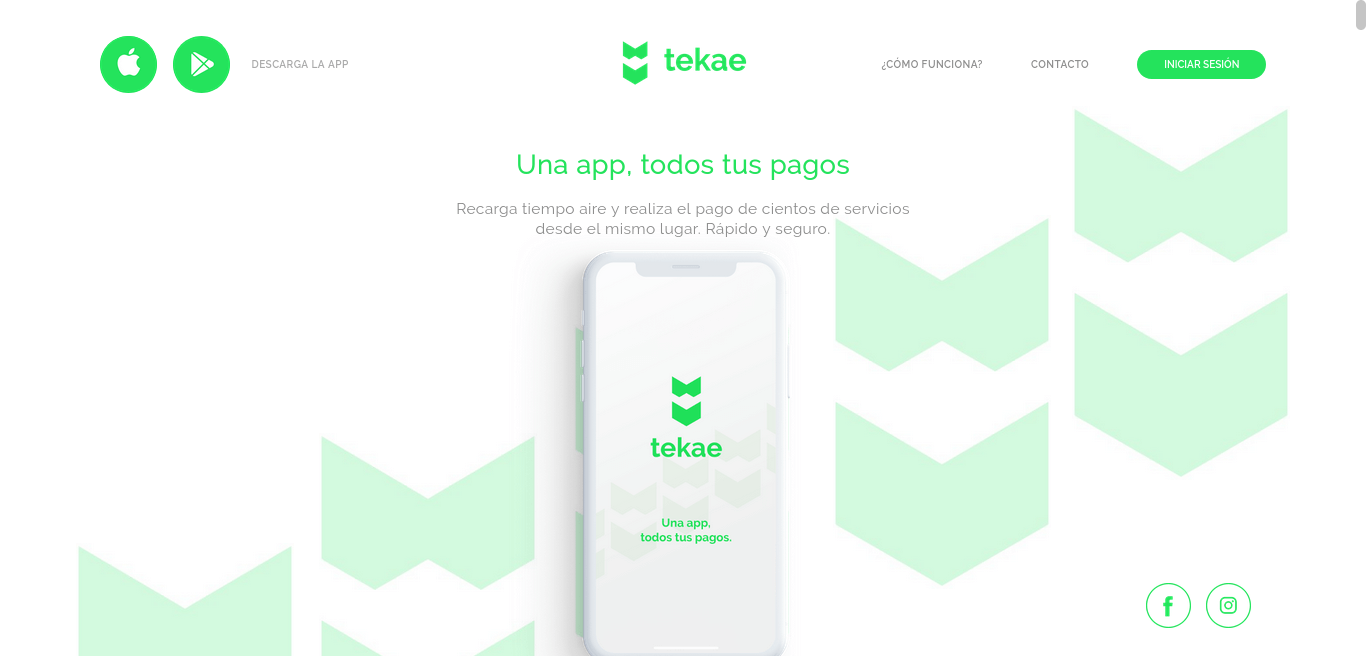 DESCARGA LA APP
tekae
¿CÓMO FUNCIONA?
CONTACTO
INICIAR SESIÓN
Una app, todos tus pagos
Recarga tiempo aire y realiza el pago de cientos de servicios
desde el mismo lugar. Rápido y seguro.
tekae
Una app,
todos tus pagos.